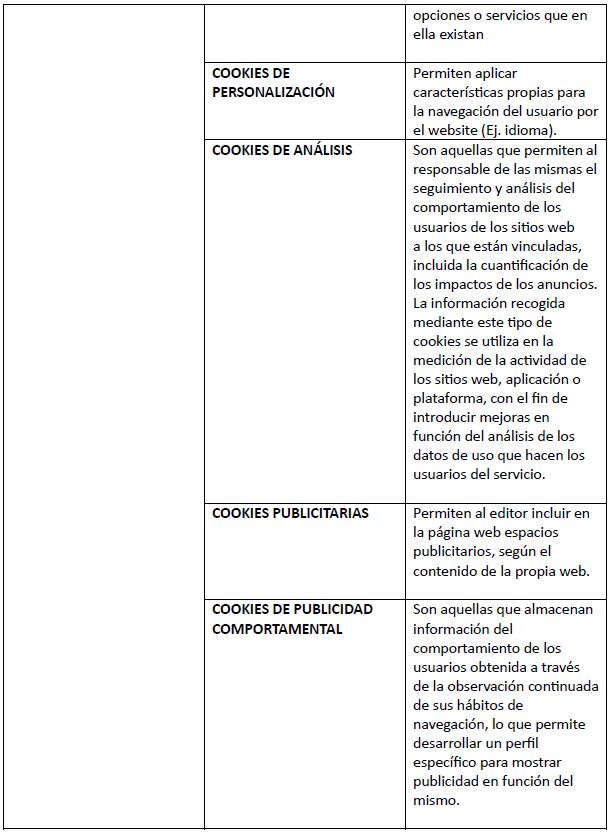 opciones o servicios que en
ella existan
COOKIES DE
PERSONALIZACIÓN
Permiten aplicar
características propias para
la navegación del usuario por
el website (Ej. idioma).
COOKIES DE ANÁLISIS
Son aquellas que permiten al
responsable de las mismas el
seguimiento y análisis del
comportamiento de los
usuarios de los sitios web
a los que están vinculadas,
incluida la cuantificación de
los impactos de los anuncios.
La información recogida
mediante este tipo de
cookies se utiliza en la
medición de la actividad de
los sitios web, aplicación o
plataforma, con el fin de
introducir mejoras en
función del análisis de los
datos de uso que hacen los
usuarios del servicio.
COOKIES PUBLICITARIAS
Permiten al editor incluir en
la página web espacios
publicitarios, según el
contenido de la propia web.
COOKIES DE PUBLICIDAD
COMPORTAMENTAL
Son aquellas que almacenan
información del
comportamiento de los
usuarios obtenida a través
de la observación continuada
de sus hábitos de
navegación, lo que permite
desarrollar un perfil
específico para mostrar
publicidad en función del
mismo.